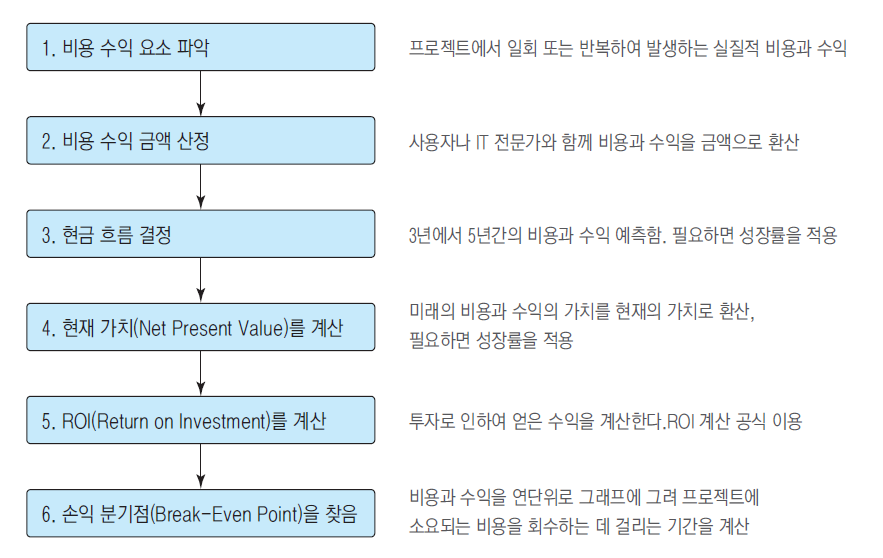 1. 비용 수익 요소 파악
프로젝트에서 일회 또는 반복하여 발생하는 실질적 비용과 수익
2. 비용 수익 금액 산정
사용자나 IT 전문가와 함께 비용과 수익을 금액으로 환산
3. 현금 흐름 결정
3년에서 5년간의 비용과 수익 예측함. 필요하면 성장률을 적용
4. 현재 가치(Net Present Value)를 계산
미래의 비용과 수익의 가치를 현재의 가치로 환산,
필요하면 성장률을 적용
5. ROI(Return on Investment)를 계산
투자로 인하여 얻은 수익을 계산한다.ROI 계산 공식 이용
6. 손익 분기점(Break-Even Point)을 찾음
비용과 수익을 연단위로 그래프에 그려 프로젝트에
소요되는 비용을 회수하는 데 걸리는 기간을 계산